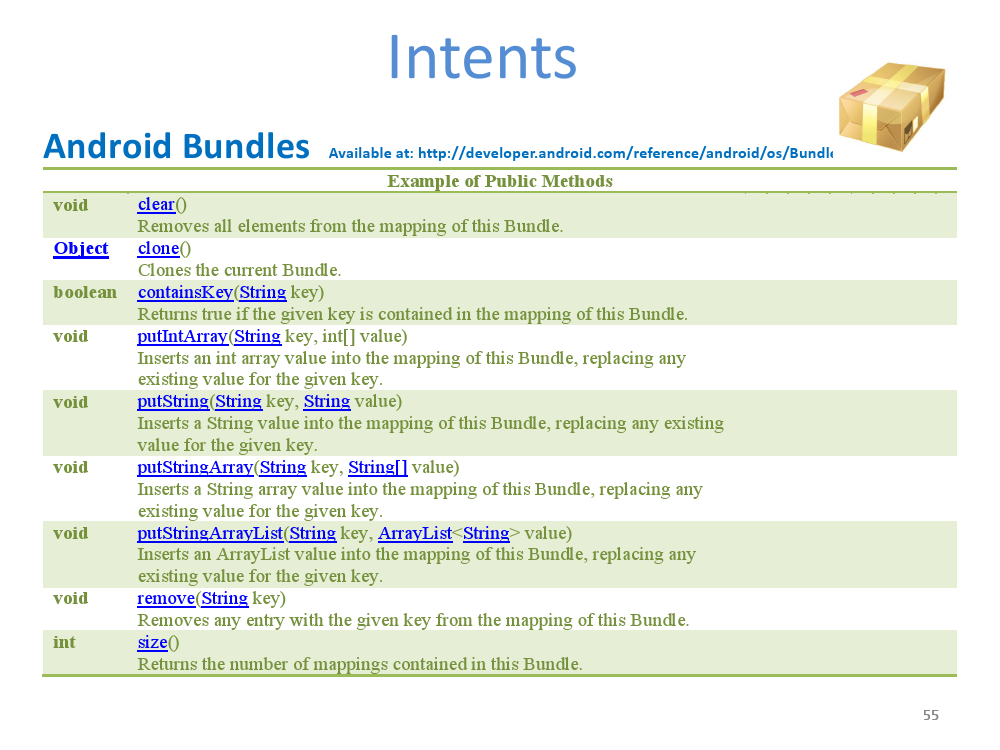 Intents
Android Bundles Available at: http://developer.android.com/reference/android/os/Bundle
Example of Public Methods
void clear()
Removes all elements from the mapping of this Bundle.
Object clone()
Clones the current Bundle.
boolean containsKey(String key)
Returns true if the given key is contained in the mapping of this Bundle.
void putIntArray(String key, int[] value)
Inserts an int array value into the mapping of this Bundle, replacing any
existing value for the given key.
void putString(String key, String value)
Inserts a String value into the mapping of this Bundle, replacing any existing
value for the given key.
void putStringArray(String key, String[] value)
Inserts a String array value into the mapping of this Bundle, replacing any
existing value for the given key.
void putStringArrayList(String key, ArrayList<String> value)
Inserts an ArrayList value into the mapping of this Bundle, replacing any
existing value for the given key.
void remove(String key)
Removes any entry with the given key from the mapping of this Bundle.
int size()
Returns the number of mappings contained in this Bundle.
55